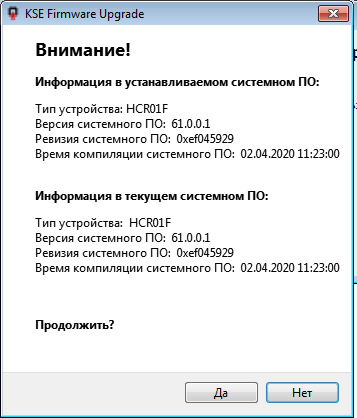 KSE Firmware Upgrade
Внимание!
Информация в устанавливаемом системном ПО:
Тип устройства: HCR01F
Версия системного ПО: 61.0.0.1
Ревизия системного ПО: 0xef045929
Время компиляции системного ПО: 02.04.2020 11:23:00
Информация в текущем системном ПО:
Тип устройства: HCR01F
Версия системного ПО: 61.0.0.1
Ревизия системного ПО: 0xef045929
Время компиляции системного ПО: 02.04.2020 11:23:00
Продолжить?
Да
Нет